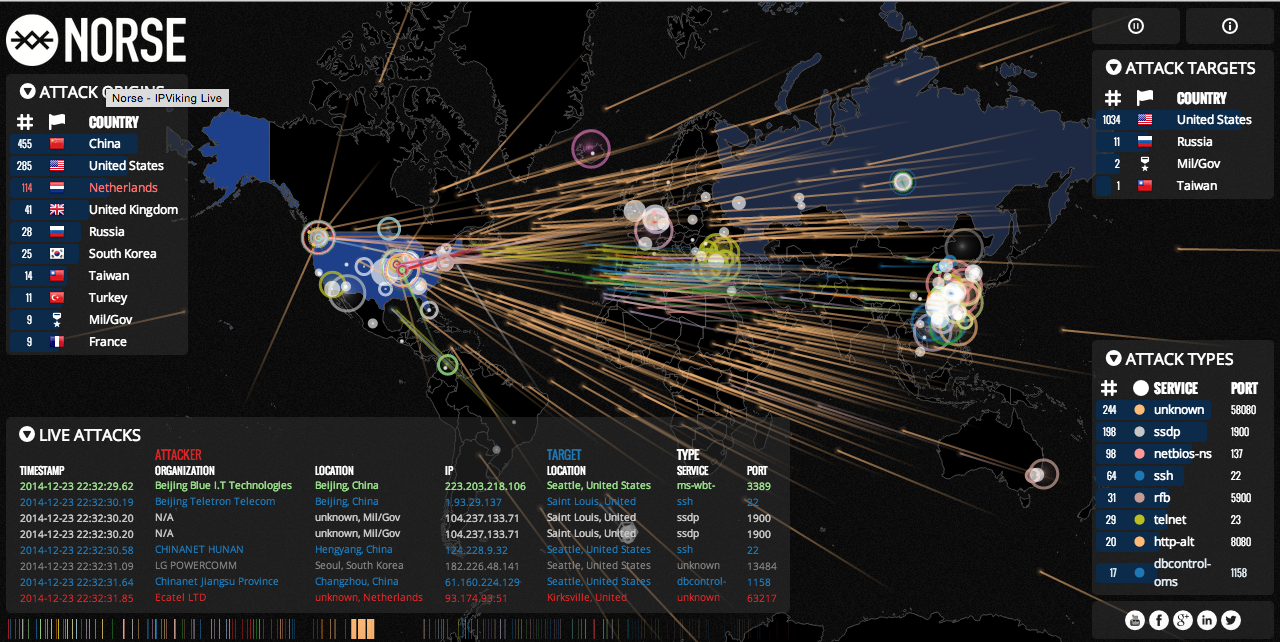 NORSE
ATTACK ORIGINS
Norse - IPViking Live
# COUNTRY
455 China
285 United States
114 Netherlands
41 United Kingdom
28 Russia
25 South Korea
14 Taiwan
11 Turkey
9 Mil/Gov
9 France
ATTACK TARGETS
# COUNTRY
1034 United States
11 Russia
2 Mil/Gov
1 Taiwan
ATTACK TYPES
# SERVICE PORT
244 unknown 58080
198 ssdp 1900
98 netbios-ns 137
64 ssh 22
31 rfb 5900
29 telnet 23
20 http-alt 8080
17 dbcontrol-oms 1158
LIVE ATTACKS
ATTACKER TARGET TYPE
TIMESTAMP ORGANIZATION LOCATION IP LOCATION SERVICE PORT
2014-12-23 22:32:29.62 Beijing Blue I.T Technologies Beijing, China 223.203.218.106 Seattle, United States ms-wbt- 3389
2014-12-23 22:32:30.19 Beijing Teletron Telecom Beijing, China 1.93.29.137 Saint Louis, United ssh 22
2014-12-23 22:32:30.20 N/A unknown, Mil/Gov 104.237.133.71 Saint Louis, United ssdp 1900
2014-12-23 22:32:30.20 N/A unknown, Mil/Gov 104.237.133.71 Saint Louis, United ssdp 1900
2014-12-23 22:32:30.58 CHINANET HUNAN Hengyang, China 124.228.9.32 Seattle, United States ssh 22
2014-12-23 22:32:31.09 LG POWERCOMM Seoul, South Korea 182.226.48.141 Seattle, United States unknown 13484
2014-12-23 22:32:31.64 Chinanet Jiangsu Province Changzhou, China 61.160.224.129 Seattle, United States dbcontrol- 1158
2014-12-23 22:32:31.85 Ecatel LTD unknown, Netherlands 93.174.93.51 Kirksville, United unknown 63217